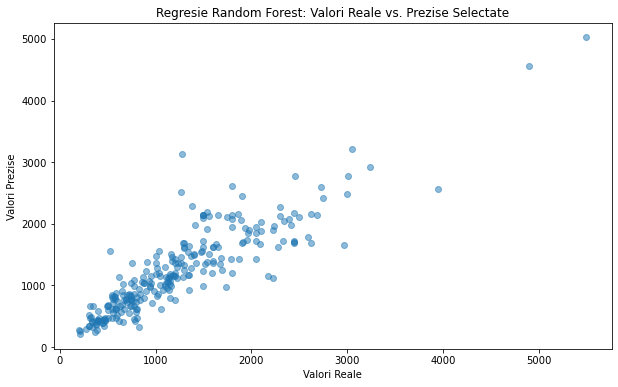 Regresie Random Forest: Valori Reale vs. Prezise Selectate
Valori Prezise
5000
4000
3000
2000
1000
0
0 1000 2000 3000 4000 5000
Valori Reale